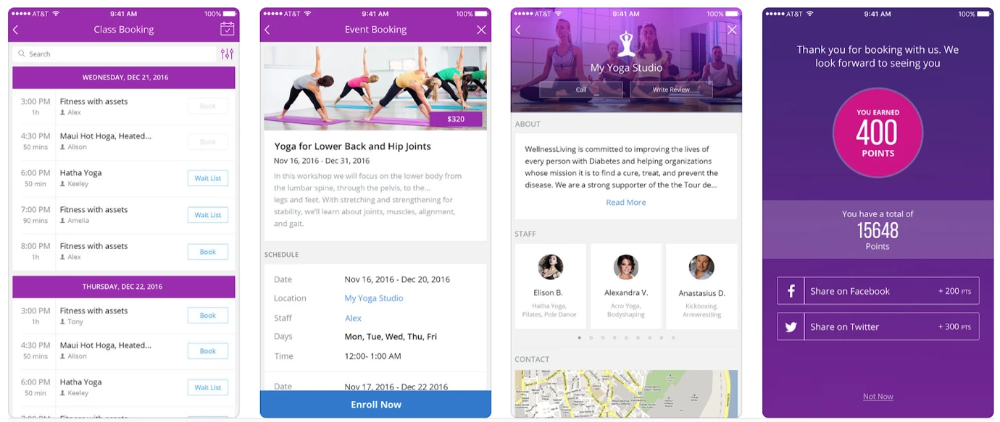 AT&T 9:41 AM 100%
Class Booking
Search
WEDNESDAY, DEC 21, 2016
3:00 PM Fitness with assets Book
1h Alex
4:30 PM Maui Hot Hoga, Heated... Book
50 mins Alison
6:00 PM Hatha Yoga Wait List
50 min Keeley
7:00 PM Fitness with assets Wait List
90 mins Amelia
8:00 PM Fitness with assets Book
1h Alex
THURSDAY, DEC 22, 2016
3:00 PM Fitness with assets Book
1h Tony
4:30 PM Maui Hot Hoga, Heated... Book
50 mins Alison
6:00 PM Hatha Yoga Wait List
50 min Keeley
AT&T 9:41 AM 100%
Event Booking
$320
Yoga for Lower Back and Hip Joints
Nov 16, 2016 - Dec 31, 2016
In this workshop we will focus on the lower body from
the lumbar spine, through the pelvis, to the...
legs and feet. With stretching and strengthening for
stability, we'll learn about joints, muscles, alignment,
and gait.
SCHEDULE
Date Nov 16, 2016 - Dec 20, 2016
Location My Yoga Studio
Staff Alex
Days Mon, Tue, Wed, Thu, Fri
Time 12:00- 1:00 AM
Date Nov 17, 2016 - Dec 22 2016
Enroll Now
AT&T 9:41 AM 100%
My Yoga Studio
Call Write Review
ABOUT
WellnessLiving is committed to improving the lives of
every person with Diabetes and helping organizations
whose mission it is to find a cure, treat, and prevent the
disease. We are a strong supporter of the the Tour de...
Read More
STAFF
Elison B. Alexandra V. Anastasius D.
Hatha Yoga, Acro Yoga, Kickboxing,
Pilates, Pole Dance Bodyshaping Armwrestling
CONTACT
AT&T 9:41 AM 100%
Thank you for booking with us. We
look forward to seeing you
YOU EARNED
400
POINTS
You have a total of
15648
Points
Share on Facebook + 200 PTS
Share on Twitter + 300 PTS
Not Now